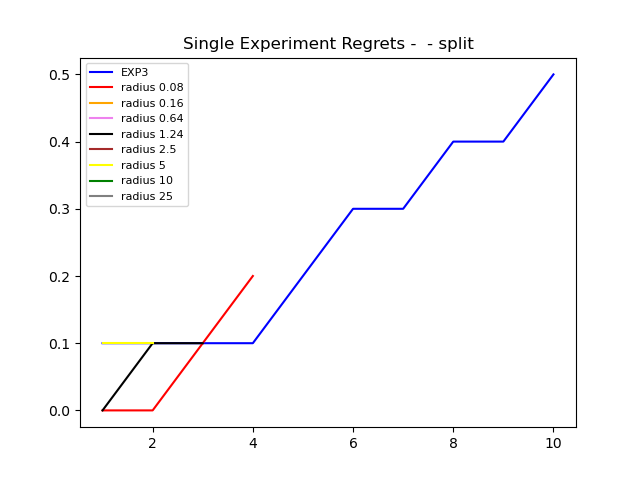 Single Experiment Regrets -  - split
EXP3
radius 0.08
radius 0.16
radius 0.64
radius 1.24
radius 2.5
radius 5
radius 10
radius 25
0.5
0.4
0.3
0.2
0.1
0.0
2 4 6 8 10